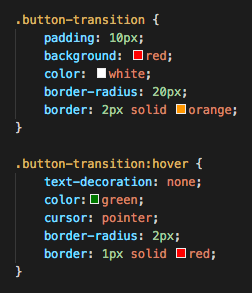 .button-transition {
    padding: 10px;
    background: red;
    color: white;
    border-radius: 20px;
    border: 2px solid orange;
}

.button-transition:hover {
    text-decoration: none;
    color:green;
    cursor: pointer;
    border-radius: 2px;
    border: 1px solid red;
}